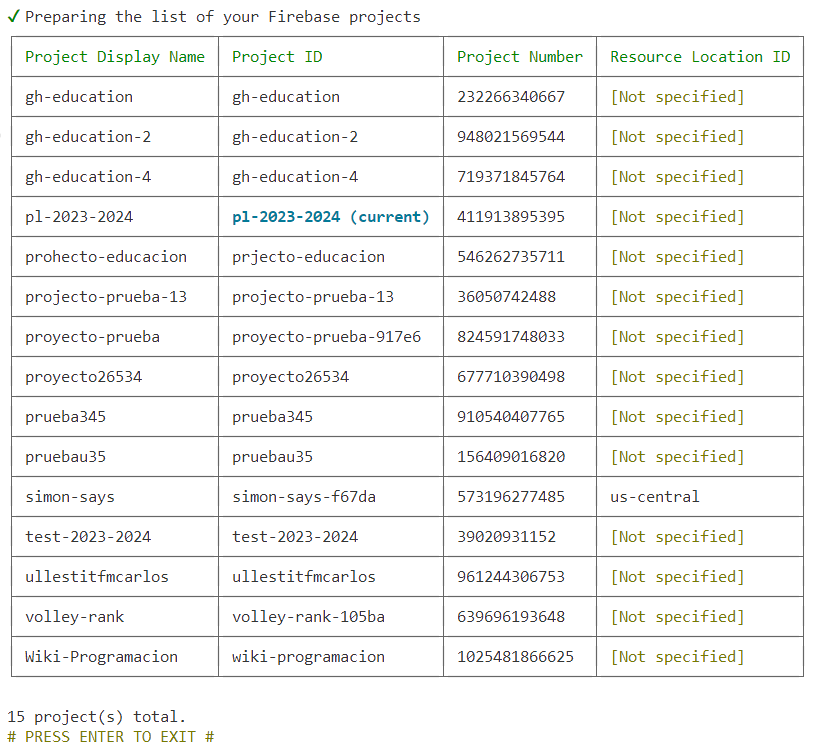 ✓ Preparing the list of your Firebase projects
Project Display Name Project ID Project Number Resource Location ID
gh-education gh-education 232266340667 [Not specified]
gh-education-2 gh-education-2 948021569544 [Not specified]
gh-education-4 gh-education-4 719371845764 [Not specified]
pl-2023-2024 pl-2023-2024 (current) 411913895395 [Not specified]
prohecto-educacion prjecto-educacion 546262735711 [Not specified]
projecto-prueba-13 projecto-prueba-13 36050742488 [Not specified]
proyecto-prueba proyecto-prueba-917e6 824591748033 [Not specified]
proyecto26534 proyecto26534 677710390498 [Not specified]
prueba345 prueba345 910540407765 [Not specified]
pruebau35 pruebau35 156409016820 [Not specified]
simon-says simon-says-f67da 573196277485 us-central
test-2023-2024 test-2023-2024 39020931152 [Not specified]
ullestitfmcarlos ullestitfmcarlos 961244306753 [Not specified]
volley-rank volley-rank-105ba 639696193648 [Not specified]
Wiki-Programacion wiki-programacion 1025481866625 [Not specified]
15 project(s) total.
# PRESS ENTER TO EXIT #